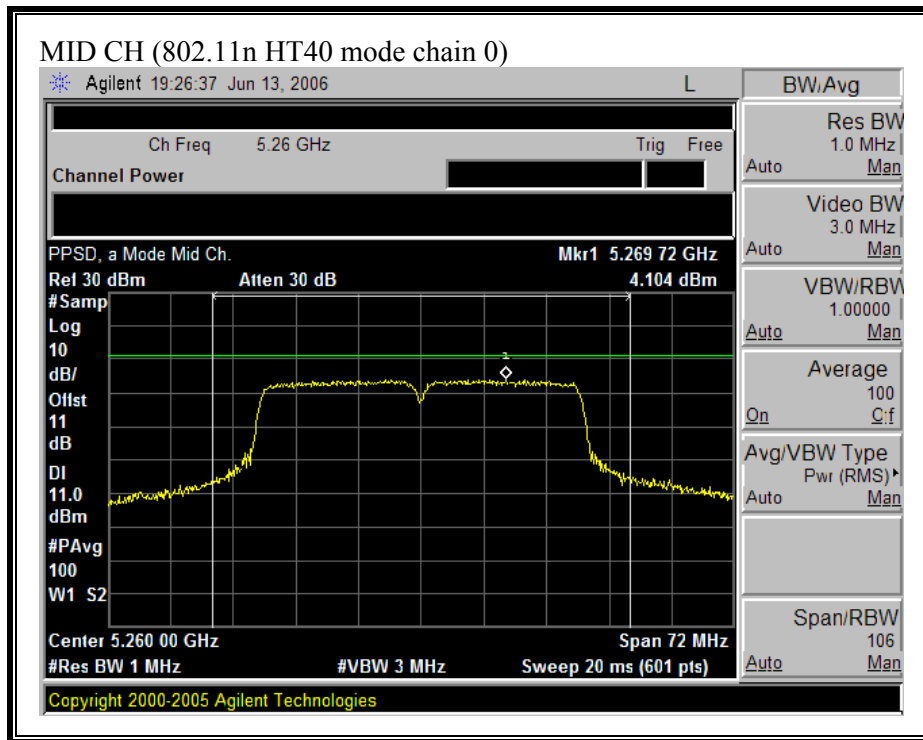 MID CH (802.11n HT40 mode chain 0)
Agilent 19:26:37 Jun 13, 2006 L
BW/Avg
Ch Freq 5.26 GHz Trig Free
Channel Power
PPSD, a Mode Mid Ch. Mkr1 5.269 72 GHz
Ref 30 dBm Atten 30 dB 4.104 dBm
#Samp
Log
10
dB/
Offst
11
dB
DI
11.0
dBm
#PAvg
100
W1 S2
1
Center 5.260 00 GHz Span 72 MHz
#Res BW 1 MHz #VBW 3 MHz Sweep 20 ms (601 pts)
Copyright 2000-2005 Agilent Technologies
Res BW
1.0 MHz
Auto Man
Video BW
3.0 MHz
Auto Man
VBW/RBW
1.00000
Auto Man
Average
100
On Off
Avg/VBW Type
Pwr (RMS)
Auto Man
Span/RBW
106
Auto Man